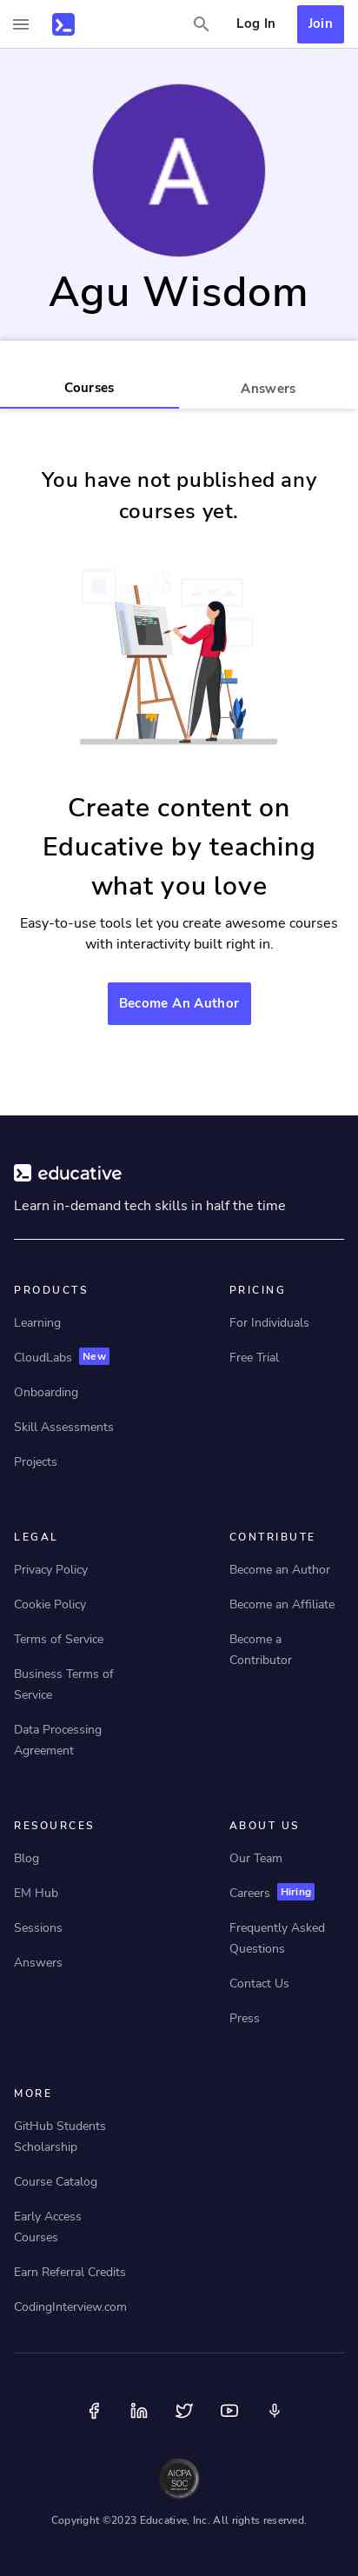 Log In
Join
A
Agu Wisdom
Courses
Answers
You have not published any
courses yet.
Create content on
Educative by teaching
what you love
Easy-to-use tools let you create awesome courses
with interactivity built right in.
Become An Author
educative
Learn in-demand tech skills in half the time
PRODUCTS
Learning
CloudLabs New
Onboarding
Skill Assessments
Projects
PRICING
For Individuals
Free Trial
LEGAL
Privacy Policy
Cookie Policy
Terms of Service
Business Terms of
Service
Data Processing
Agreement
CONTRIBUTE
Become an Author
Become an Affiliate
Become a
Contributor
RESOURCES
Blog
EM Hub
Sessions
Answers
ABOUT US
Our Team
Careers Hiring
Frequently Asked
Questions
Contact Us
Press
MORE
GitHub Students
Scholarship
Course Catalog
Early Access
Courses
Earn Referral Credits
CodingInterview.com
AICPA
SOC
Copyright ©2023 Educative, Inc. All rights reserved.